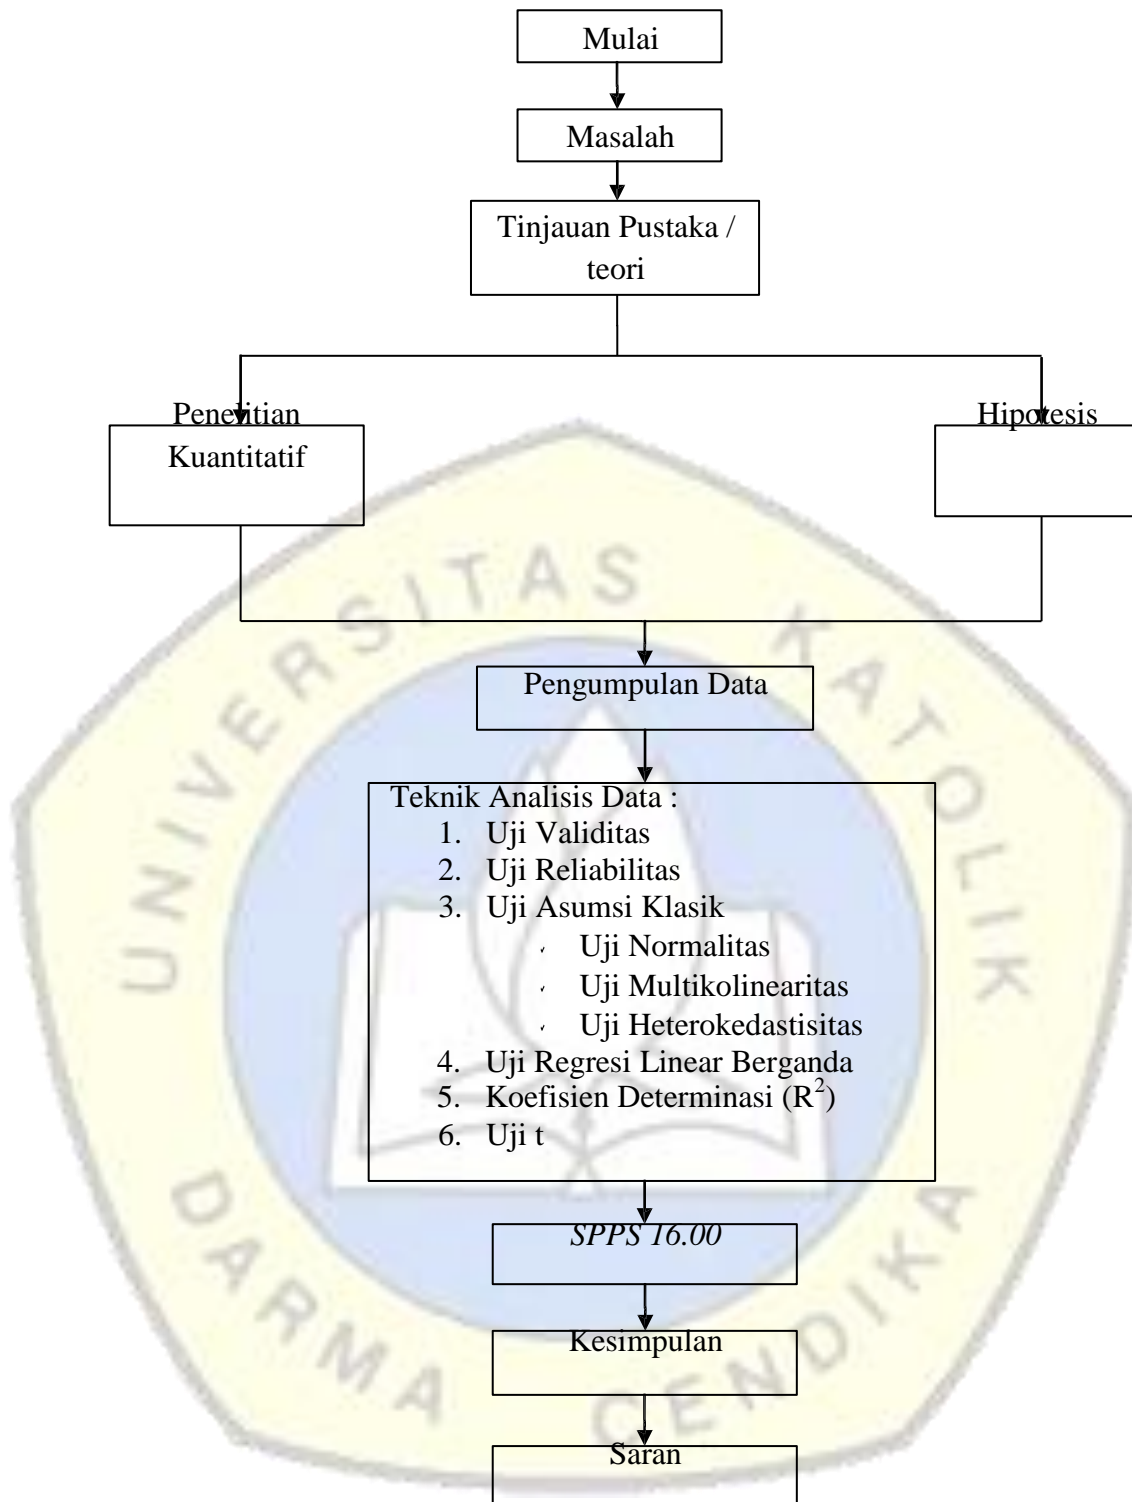 Mulai
Masalah
Tinjauan Pustaka /
teori
Penelitian
Kuantitatif
Hipotesis
Pengumpulan Data
Teknik Analisis Data :
1. Uji Validitas
2. Uji Reliabilitas
3. Uji Asumsi Klasik
✓ Uji Normalitas
✓ Uji Multikolinearitas
✓ Uji Heterokedastisitas
4. Uji Regresi Linear Berganda
5. Koefisien Determinasi (R²)
6. Uji t
SPPS 16.00
Kesimpulan
Saran
UNIVERSITAS KATOLIK
DARMA CENDIKA